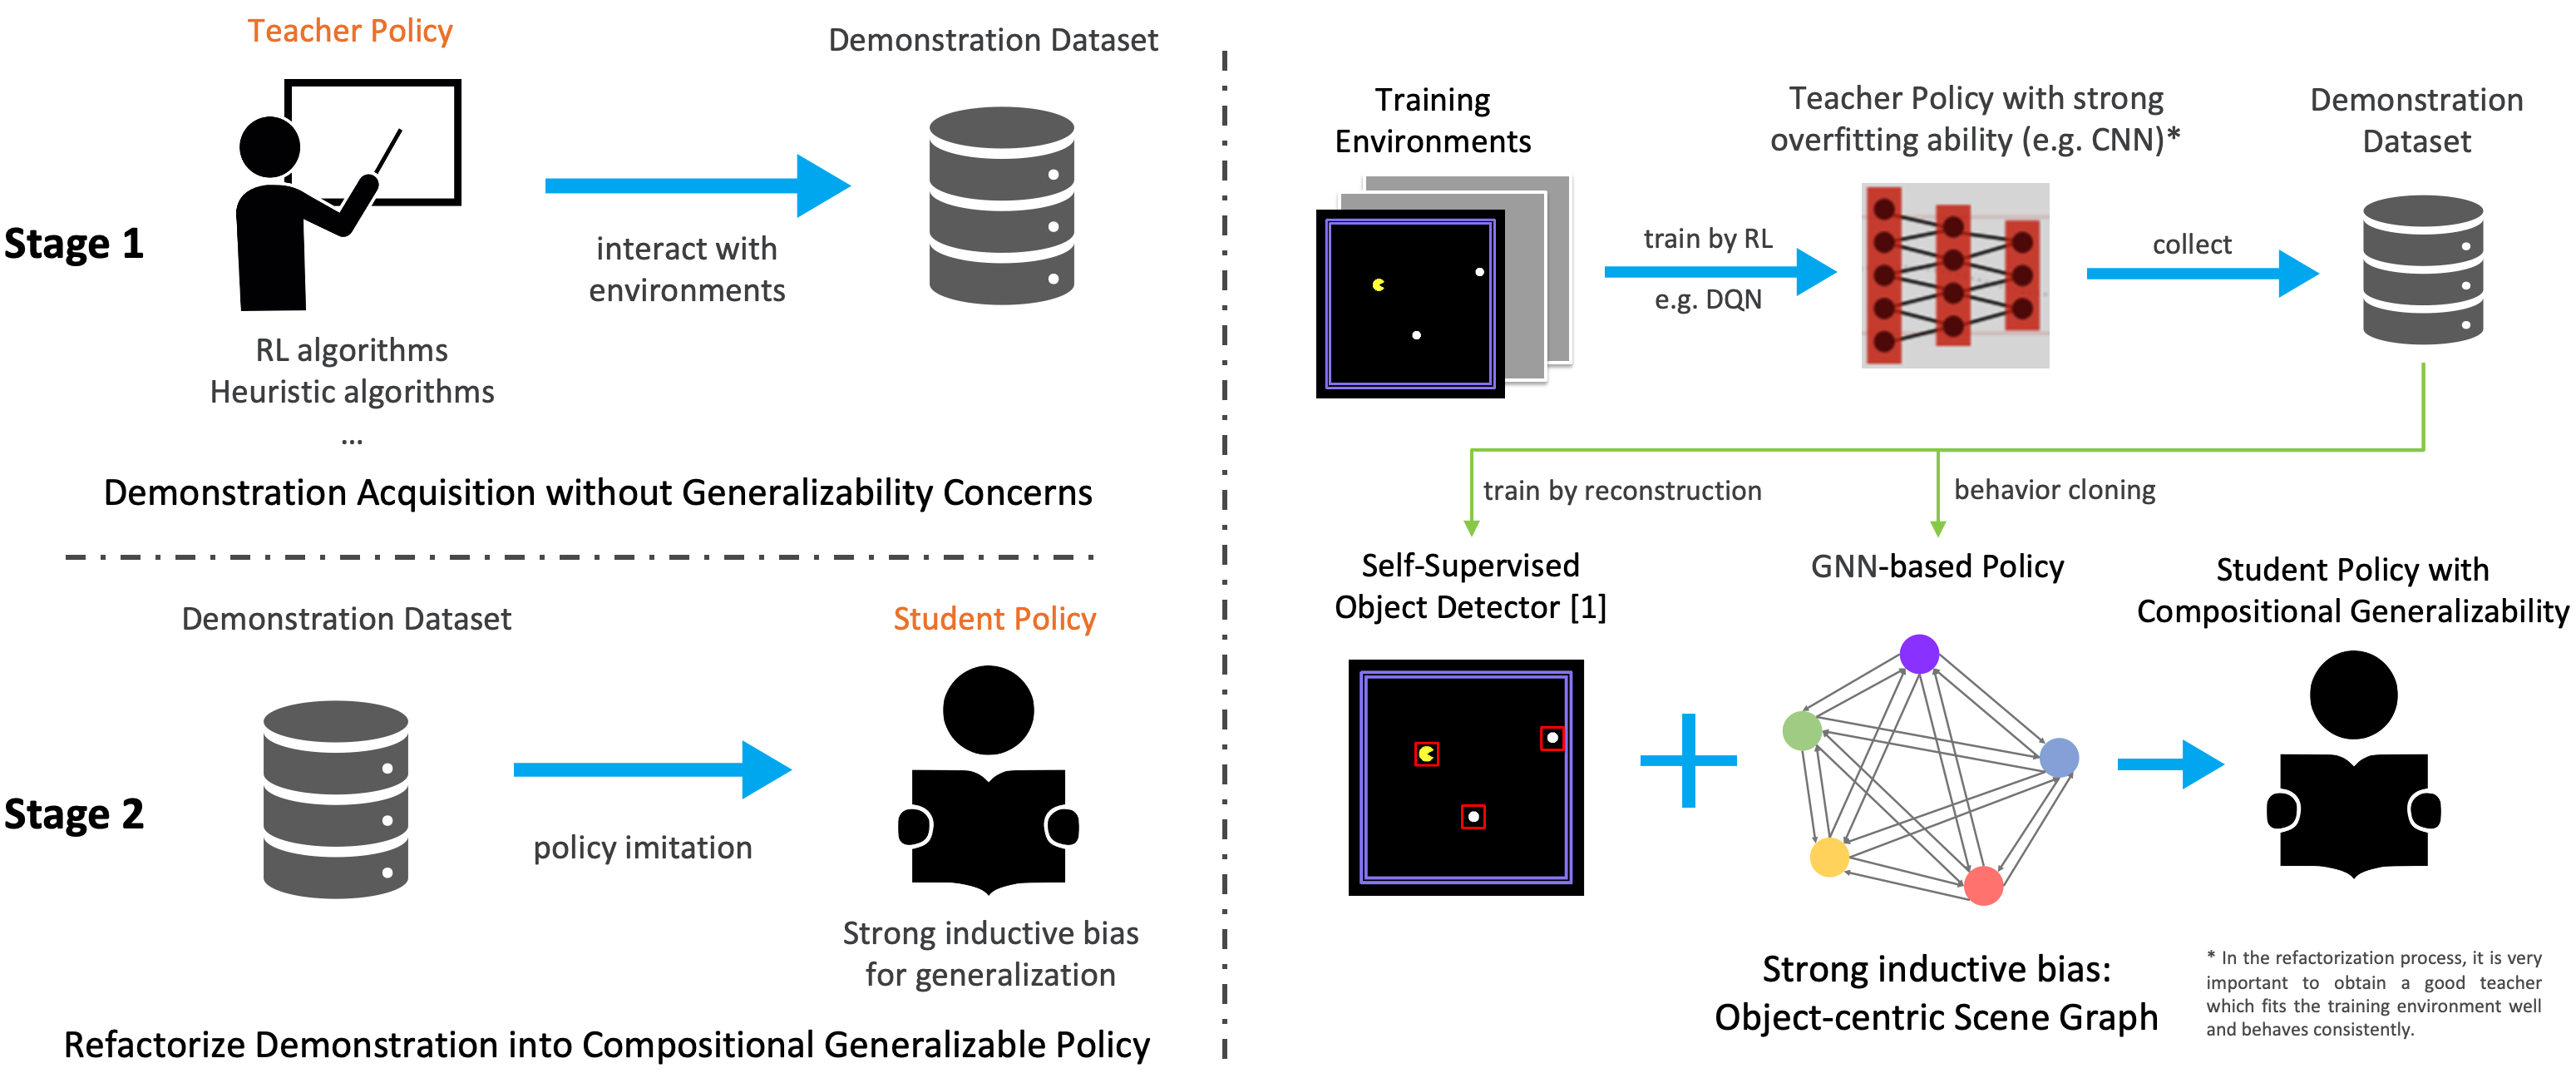 Teacher Policy
Demonstration Dataset
Stage 1
interact with
environments
RL algorithms
Heuristic algorithms
...
Demonstration Acquisition without Generalizability Concerns
Demonstration Dataset
Student Policy
Stage 2
policy imitation
Strong inductive bias
for generalization
Refactorize Demonstration into Compositional Generalizable Policy
Training
Environments
Teacher Policy with strong
overfitting ability (e.g. CNN)*
Demonstration
Dataset
train by RL
e.g. DQN
collect
train by reconstruction
behavior cloning
Self-Supervised
Object Detector [1]
GNN-based Policy
Student Policy with
Compositional Generalizability
Strong inductive bias:
Object-centric Scene Graph
* In the refactorization process, it is very
important to obtain a good teacher
which fits the training environment well
and behaves consistently.